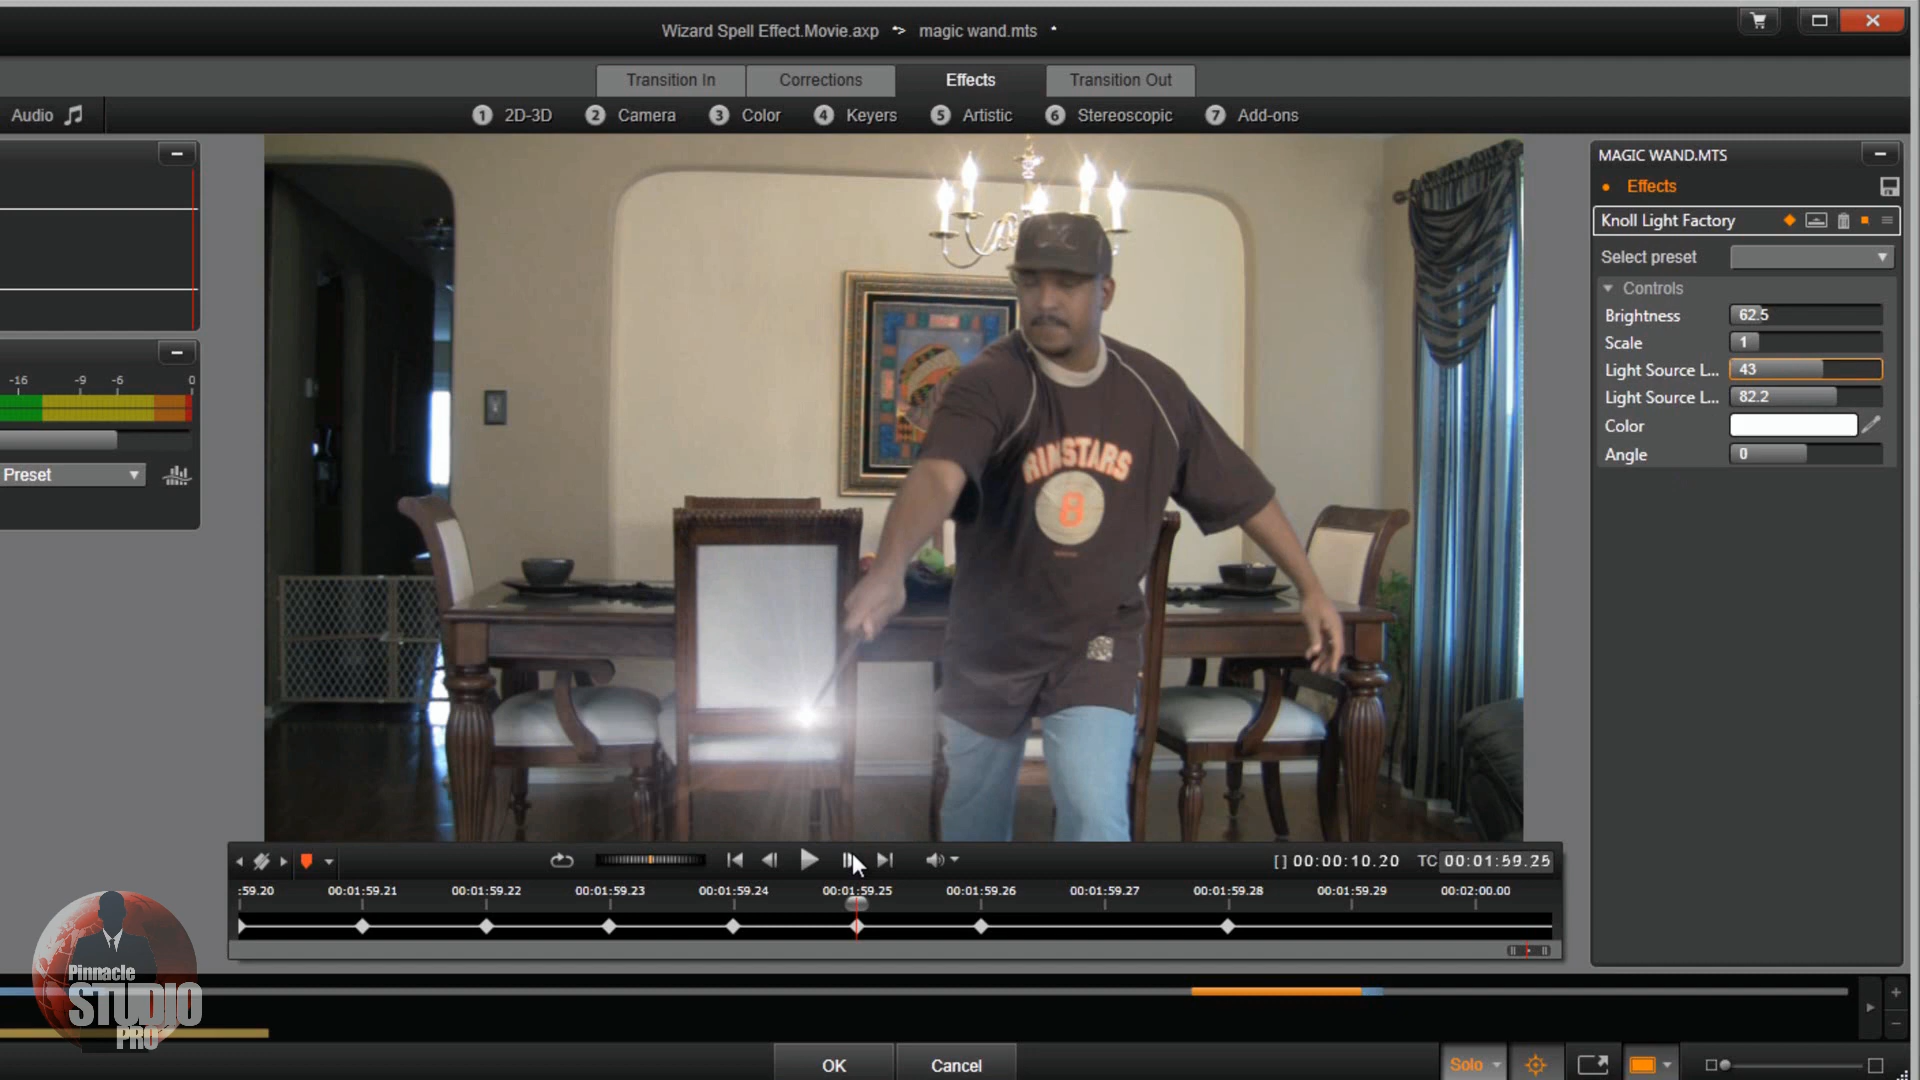 Wizard Spell Effect.Movie.axp *> magic wand.mts *
Transition In Corrections Effects Transition Out
Audio 1 2D-3D 2 Camera 3 Color 4 Keyers 5 Artistic 6 Stereoscopic 7 Add-ons
MAGIC WAND.MTS
Effects
Knoll Light Factory
Select preset
Controls
Brightness 62.5
Scale 1
Light Source L... 43
Light Source L... 82.2
Color
Angle 0
-16 -9 -6 0
Preset
RINSTARS
8
[] 00:00:10.20 TC 00:01:59.25
:59.20 00:01:59.21 00:01:59.22 00:01:59.23 00:01:59.24 00:01:59.25 00:01:59.26 00:01:59.27 00:01:59.28 00:01:59.29 00:02:00.00
Pinnacle
STUDIO
PRO
OK Cancel Solo